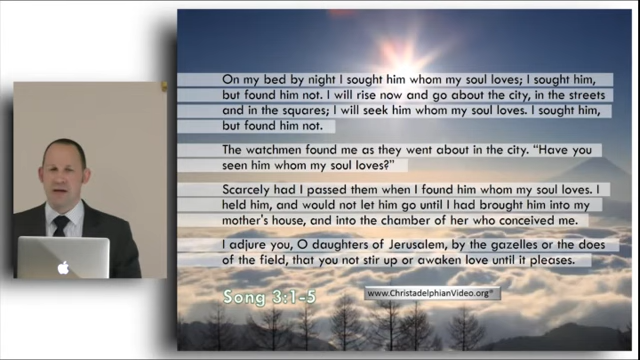 On my bed by night I sought him whom my soul loves; I sought him,
but found him not. I will rise now and go about the city, in the streets
and in the squares; I will seek him whom my soul loves. I sought him,
but found him not.
The watchmen found me as they went about in the city. “Have you
seen him whom my soul loves?”
Scarcely had I passed them when I found him whom my soul loves. I
held him, and would not let him go until I had brought him into my
mother's house, and into the chamber of her who conceived me.
I adjure you, O daughters of Jerusalem, by the gazelles or the does
of the field, that you not stir up or awaken love until it pleases.
Song 3:1-5
www.ChristadelphianVideo.org"